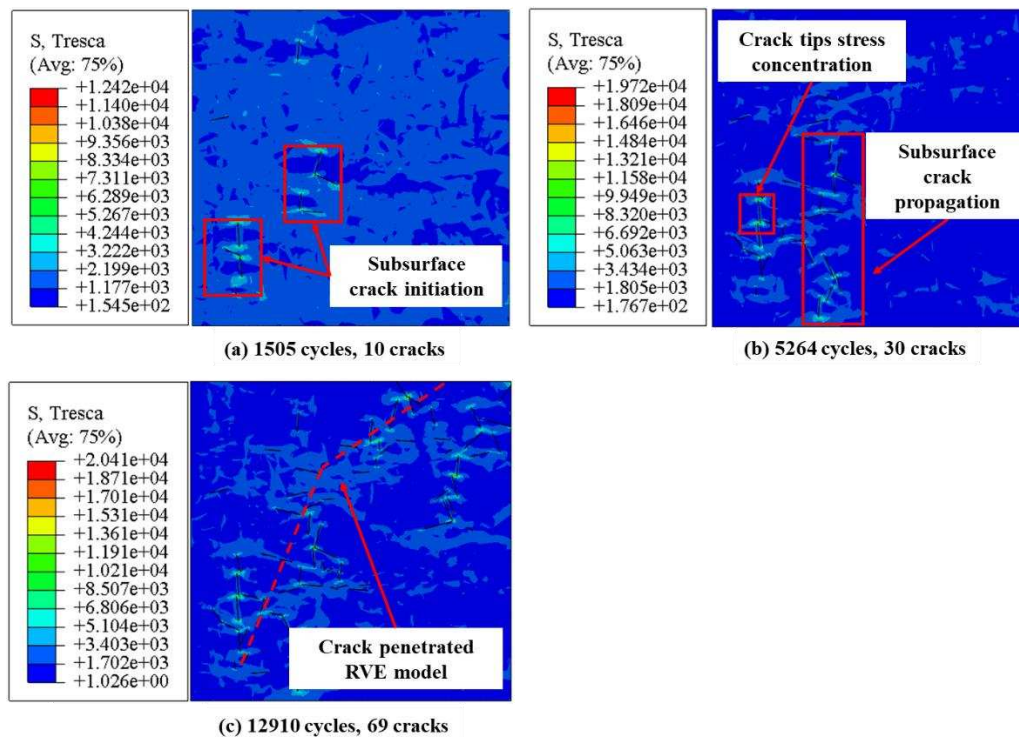 S, Tresca
(Avg: 75%)
+1.242e+04
+1.140e+04
+1.038e+04
+9.356e+03
+8.334e+03
+7.311e+03
+6.289e+03
+5.267e+03
+4.244e+03
+3.222e+03
+2.199e+03
+1.177e+03
+1.545e+02
Subsurface
crack initiation
(a) 1505 cycles, 10 cracks
S, Tresca
(Avg: 75%)
+1.972e+04
+1.809e+04
+1.646e+04
+1.484e+04
+1.321e+04
+1.158e+04
+9.949e+03
+8.320e+03
+6.692e+03
+5.063e+03
+3.434e+03
+1.805e+03
+1.767e+02
Crack tips stress
concentration
Subsurface
crack
propagation
(b) 5264 cycles, 30 cracks
S, Tresca
(Avg: 75%)
+2.041e+04
+1.871e+04
+1.701e+04
+1.531e+04
+1.361e+04
+1.191e+04
+1.021e+04
+8.507e+03
+6.806e+03
+5.104e+03
+3.403e+03
+1.702e+03
+1.026e+00
Crack penetrated
RVE model
(c) 12910 cycles, 69 cracks